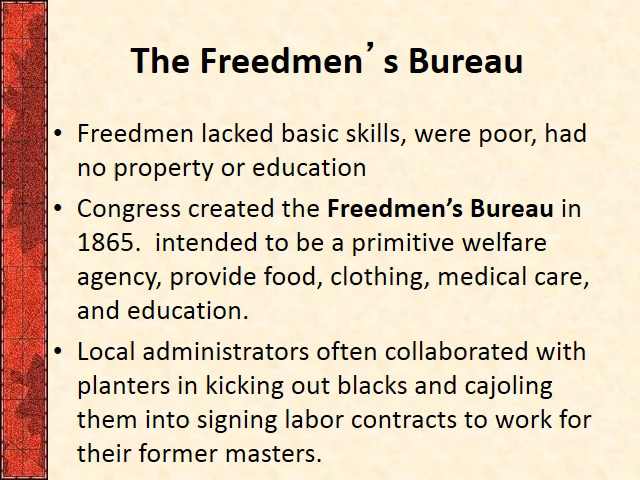 The Freedmen’s Bureau
• Freedmen lacked basic skills, were poor, had
no property or education
• Congress created the Freedmen’s Bureau in
1865.  intended to be a primitive welfare
agency, provide food, clothing, medical care,
and education.
• Local administrators often collaborated with
planters in kicking out blacks and cajoling
them into signing labor contracts to work for
their former masters.